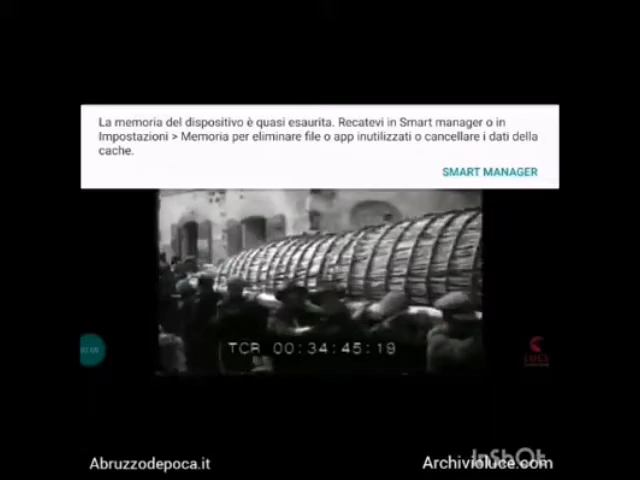 La memoria del dispositivo è quasi esaurita. Recatevi in Smart manager o in
Impostazioni > Memoria per eliminare file o app inutilizzati o cancellare i dati della
cache.
SMART MANAGER
TCR 00:34:45:19
InShOt
Abruzzodepoca.it
Archivioluce.com